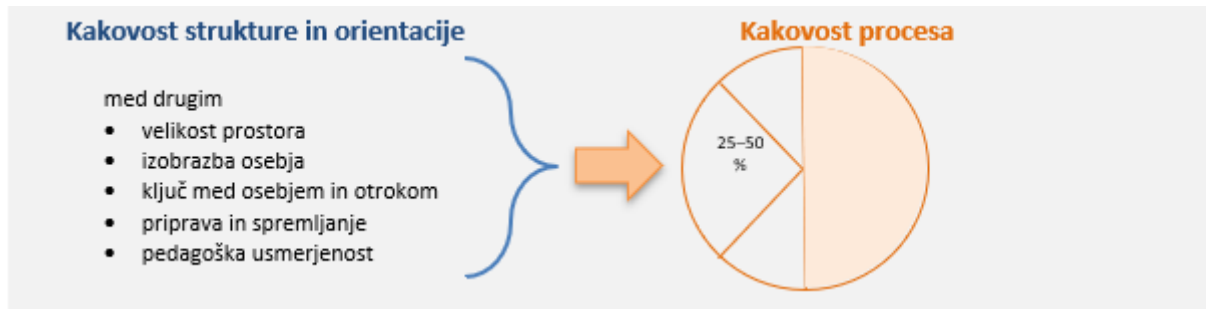 Kakovost strukture in orientacije
med drugim
• velikost prostora
• izobrazba osebja
• ključ med osebjem in otrokom
• priprava in spremljanje
• pedagoška usmerjenost
Kakovost procesa
25–50
%